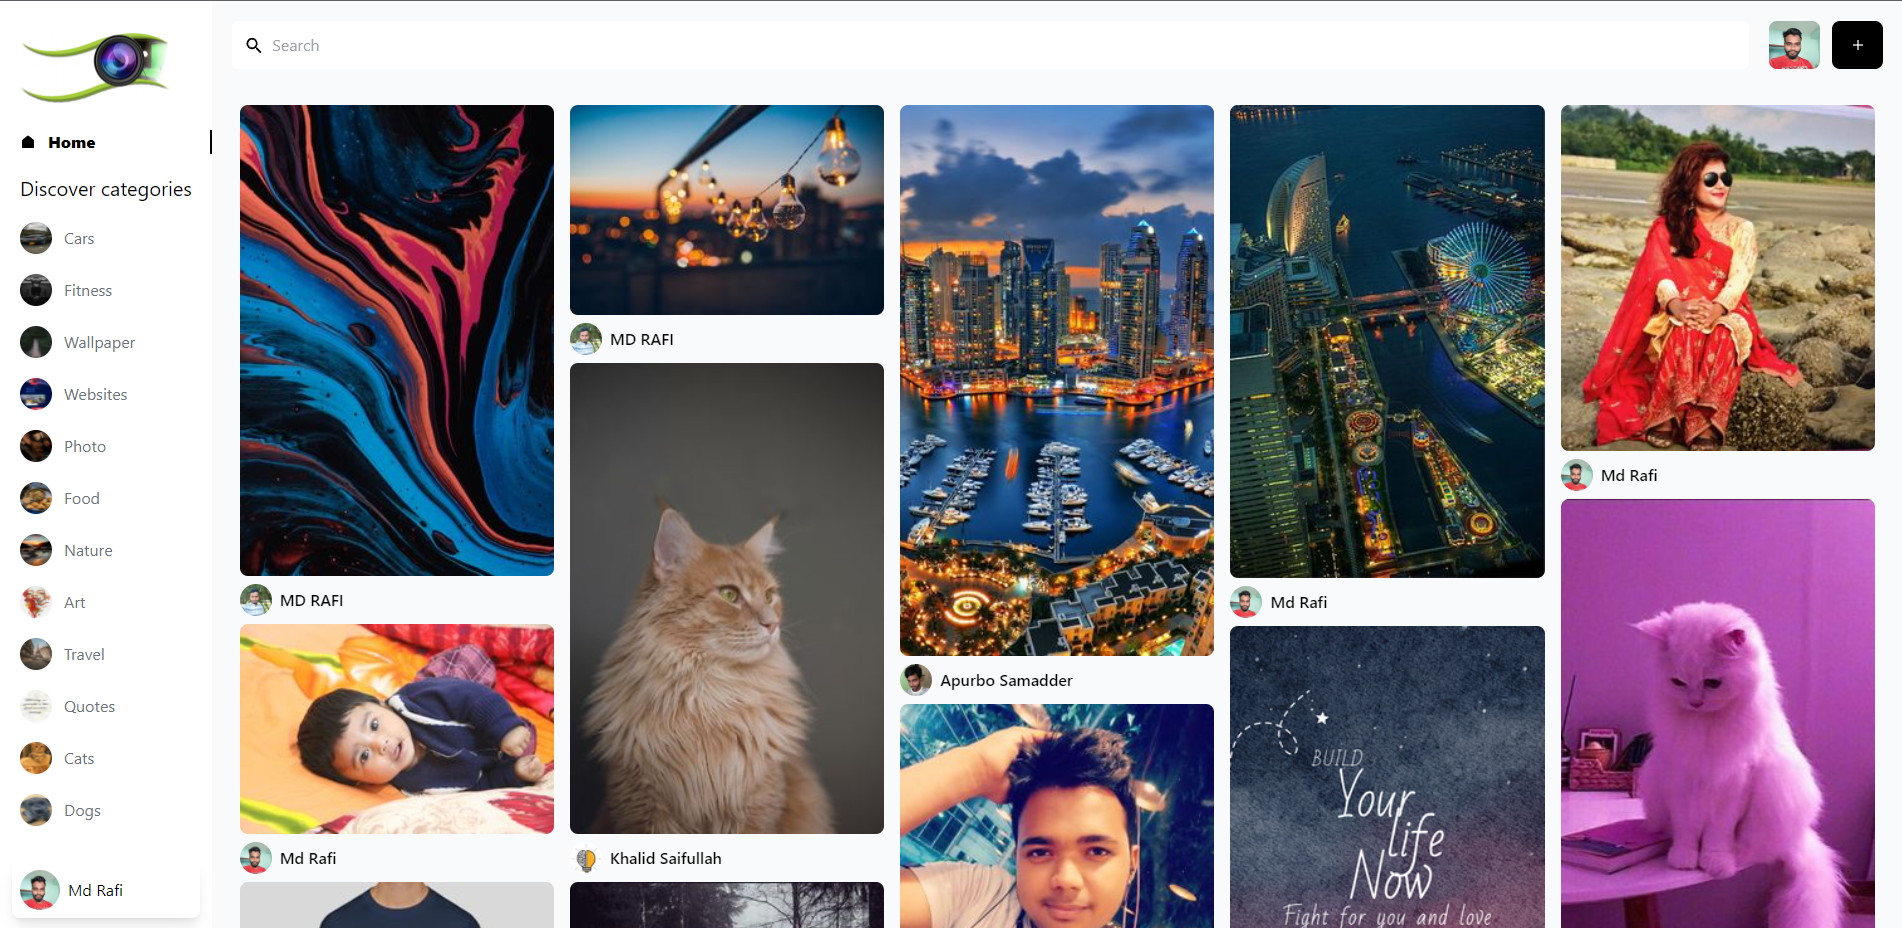 Search
+
Home
Discover categories
Cars
Fitness
Wallpaper
Websites
Photo
Food
Nature
Art
Travel
Quotes
Cats
Dogs
Md Rafi
MD RAFI
Md Rafi
MD RAFI
Khalid Saifullah
Apurbo Samadder
Md Rafi
BUILD
Your
life
Now
Fight for you and love
Md Rafi